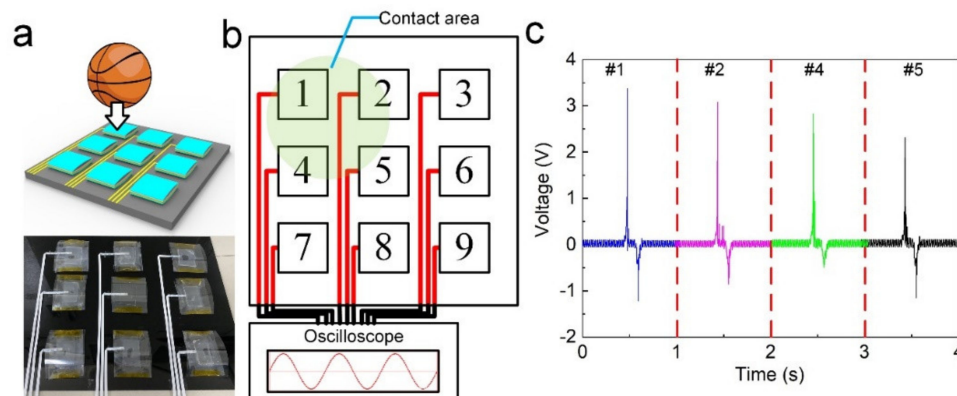 a
b
Contact area
1 2 3
4 5 6
7 8 9
Oscilloscope
c
#1 #2 #4 #5
Voltage (V)
4
3
2
1
0
-1
-2
0 1 2 3 4
Time (s)